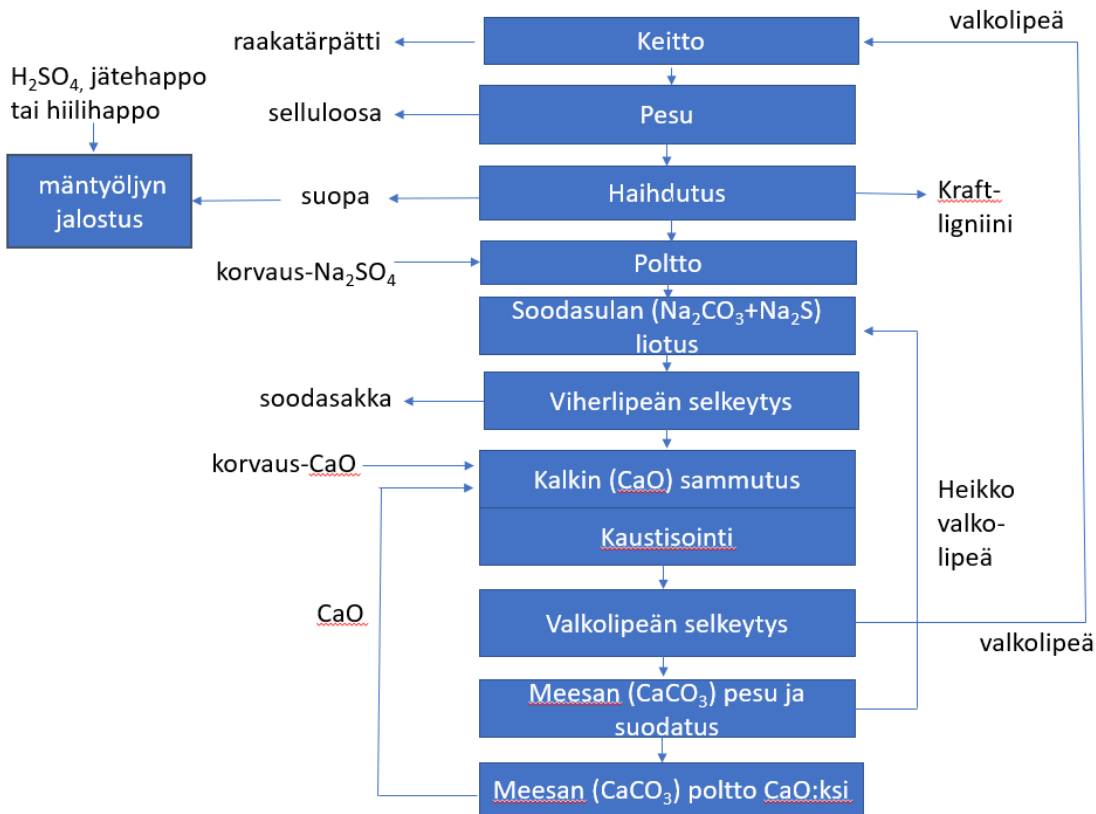 valkolipeä
raakatärpätti
Keitto
H₂SO₄, jätehappo
tai hiilihappo
selluloosa
Pesu
mäntyöljyn
jalostus
suopa
Haihdutus
Kraft-
ligniini
korvaus-Na₂SO₄
Poltto
Soodasulan (Na₂CO₃+Na₂S)
liotus
soodasakka
Viherlipeän selkeytys
korvaus-CaO
Kalkin (CaO) sammutus
Heikko
valko-
lipeä
Kaustisointi
CaO
Valkolipeän selkeytys
valkolipeä
Meesan (CaCO₃) pesu ja
suodatus
Meesan (CaCO₃) poltto CaO:ksi